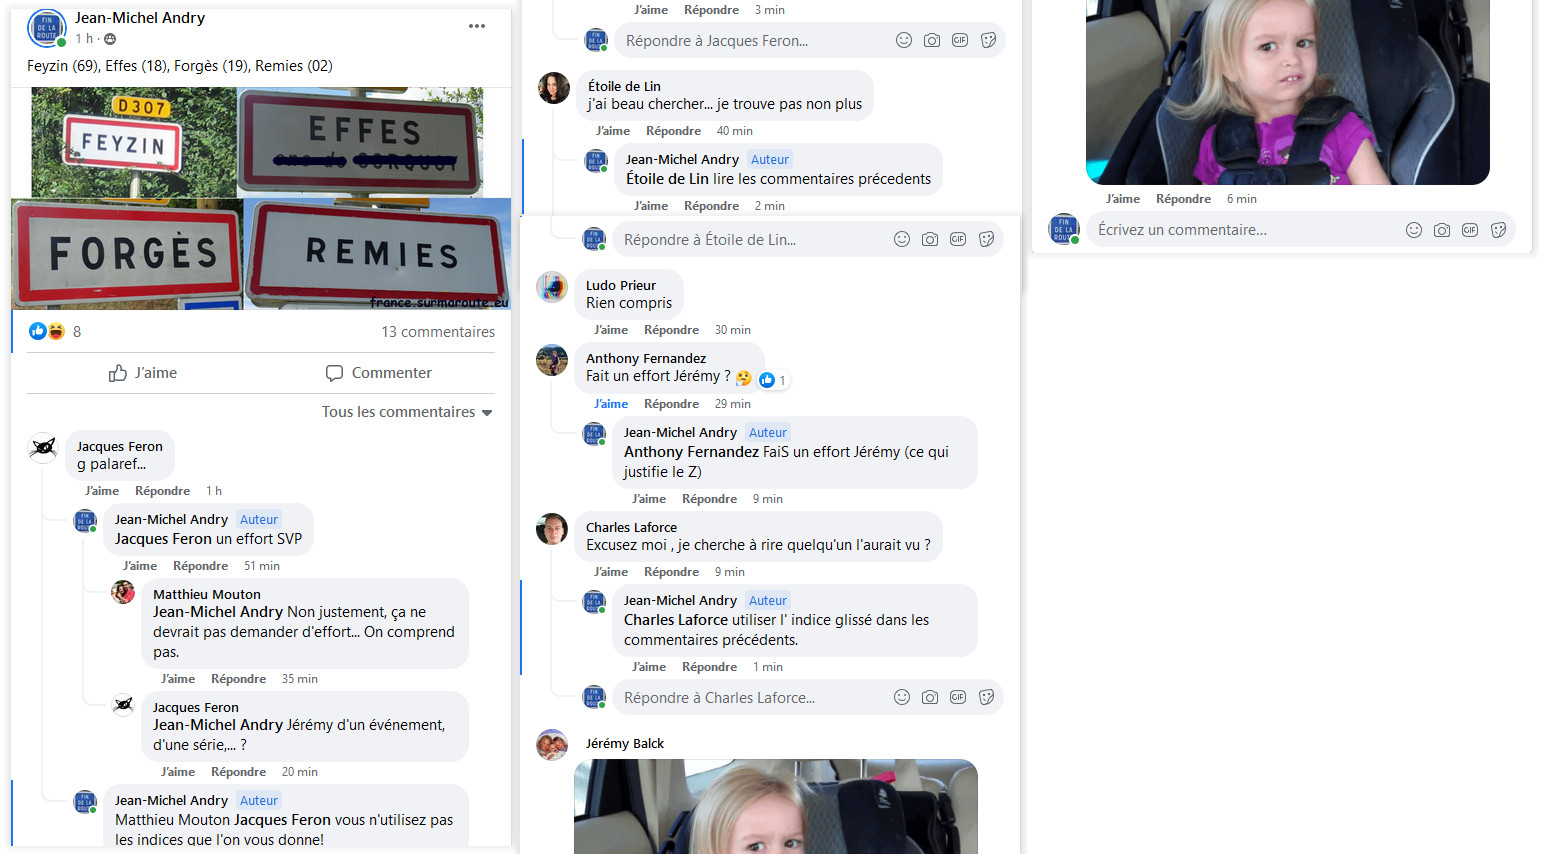 Jean-Michel Andry
1 h
Feyzin (69), Effes (18), Forgès (19), Remies (02)
D 307
FEYZIN
EFFES
FORGÈS
REMIES
france.surmaroute.eu
8
13 commentaires
J'aime
Commenter
Tous les commentaires
Jacques Feron
g palaref...
J'aime Répondre 1 h
Jean-Michel Andry Auteur
Jacques Feron un effort SVP
J'aime Répondre 51 min
Matthieu Mouton
Jean-Michel Andry Non justement, ça ne
devrait pas demander d'effort... On comprend
pas.
J'aime Répondre 35 min
Jacques Feron
Jean-Michel Andry Jérémy d'un événement,
d'une série,... ?
J'aime Répondre 20 min
Jean-Michel Andry Auteur
Matthieu Mouton Jacques Feron vous n'utilisez pas
les indices que l'on vous donne!
J'aime Répondre 3 min
Répondre à Jacques Feron...
GIF
Étoile de Lin
j'ai beau chercher... je trouve pas non plus
J'aime Répondre 40 min
Jean-Michel Andry Auteur
Étoile de Lin lire les commentaires précedents
J'aime Répondre 2 min
Répondre à Étoile de Lin...
GIF
Ludo Prieur
Rien compris
J'aime Répondre 30 min
Anthony Fernandez
Fait un effort Jérémy ? 🤔
1
J'aime Répondre 29 min
Jean-Michel Andry Auteur
Anthony Fernandez FaiS un effort Jérémy (ce qui
justifie le Z)
J'aime Répondre 9 min
Charles Laforce
Excusez moi , je cherche à rire quelqu'un l'aurait vu ?
J'aime Répondre 9 min
Jean-Michel Andry Auteur
Charles Laforce utiliser l' indice glissé dans les
commentaires précédents.
J'aime Répondre 1 min
Répondre à Charles Laforce...
GIF
Jérémy Balck
J'aime Répondre 6 min
Écrivez un commentaire...
GIF